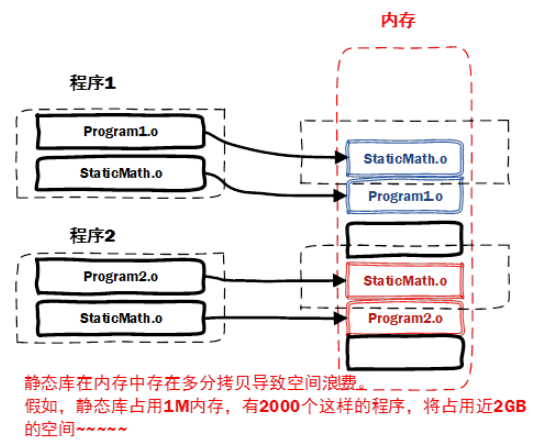 内存
程序1
Program1.o
StaticMath.o
StaticMath.o
Program1.o
程序2
Program2.o
StaticMath.o
StaticMath.o
Program2.o
静态库在内存中存在多分拷贝导致空间浪费。
假如，静态库占用1M内存，有2000个这样的程序，将占用近2GB
的空间~~~~~